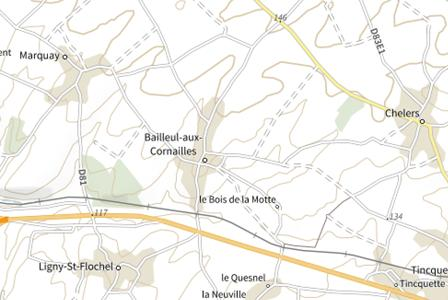 146
D83E1
ent
Marquay
Chelers
Bailleul-aux-
Cornailles
D81
le Bois de la Motte
117
134
Ligny-St-Flochel
Tincque
Tincquette
le Quesnel
la Neuville